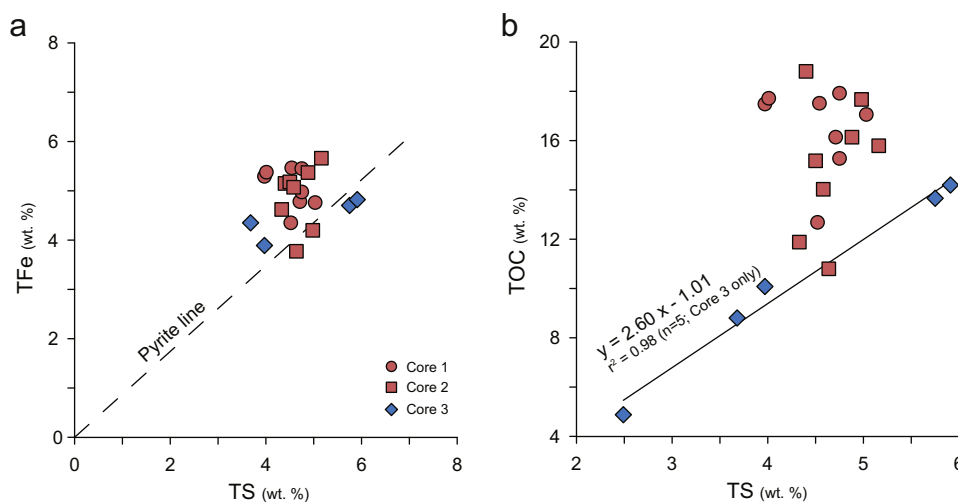 a
TFe (wt. %)
8
6
4
2
0
Pyrite line
Core 1
Core 2
Core 3
0 2 4 6 8
TS (wt. %)
b
TOC (wt. %)
20
16
12
8
4
y = 2.60 x - 1.01
r² = 0.98 (n=5; Core 3 only)
2 3 4 5 6
TS (wt. %)